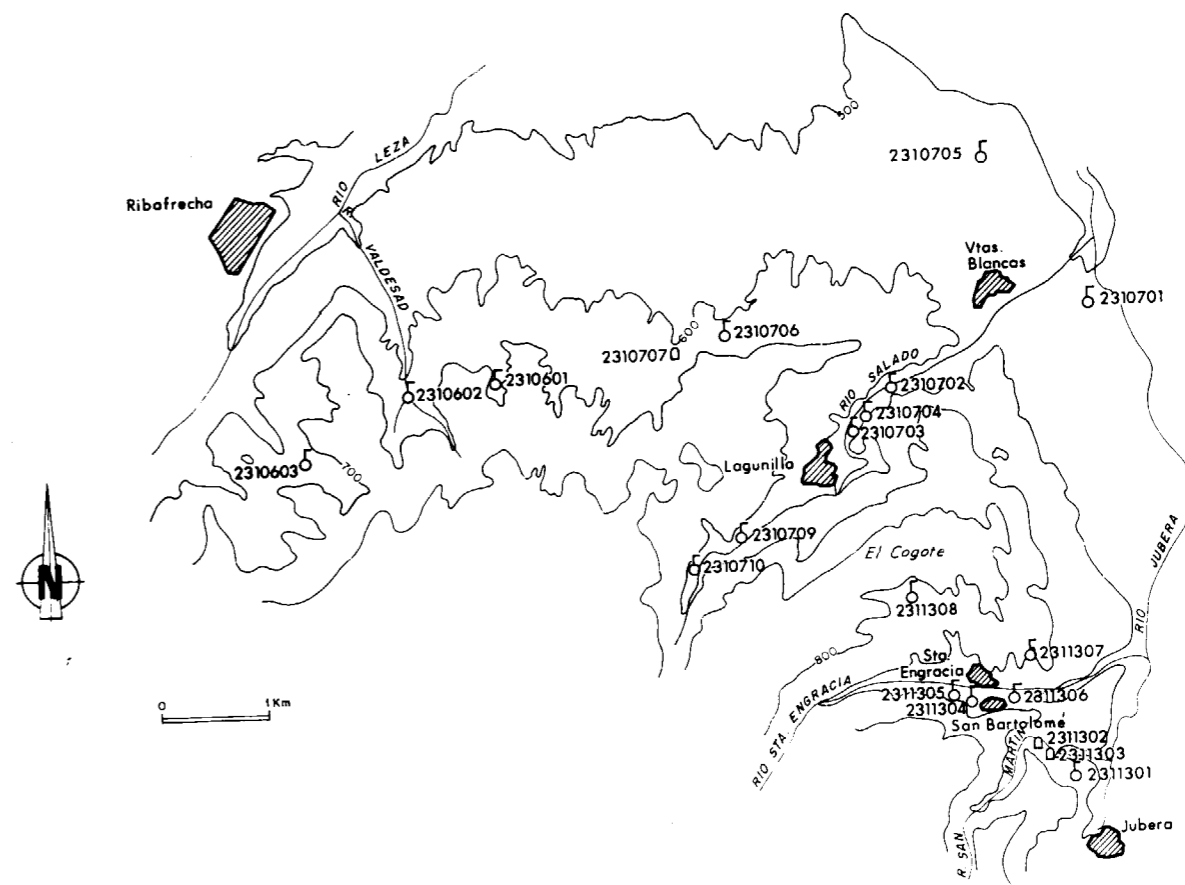 500
LEZA
2310705
RIO
Ribafrecha
R.
VALDESAD
Vtas.
Blancas
2310701
600
2310706
2310707
SALADO
2310601
2310702
2310602
RIO
2310704
2310703
2310603
700
Lagunilla
2310709
El Cogote
2310710
JUBERA
N
2311308
RIO
800
Sta.
Engracia
2311307
0
1 Km
2311305
2311304
2311306
RIO STA ENGRACIA
San Bartolomé
2311302
2311303
2311301
R SAN MARTIN
Jubera